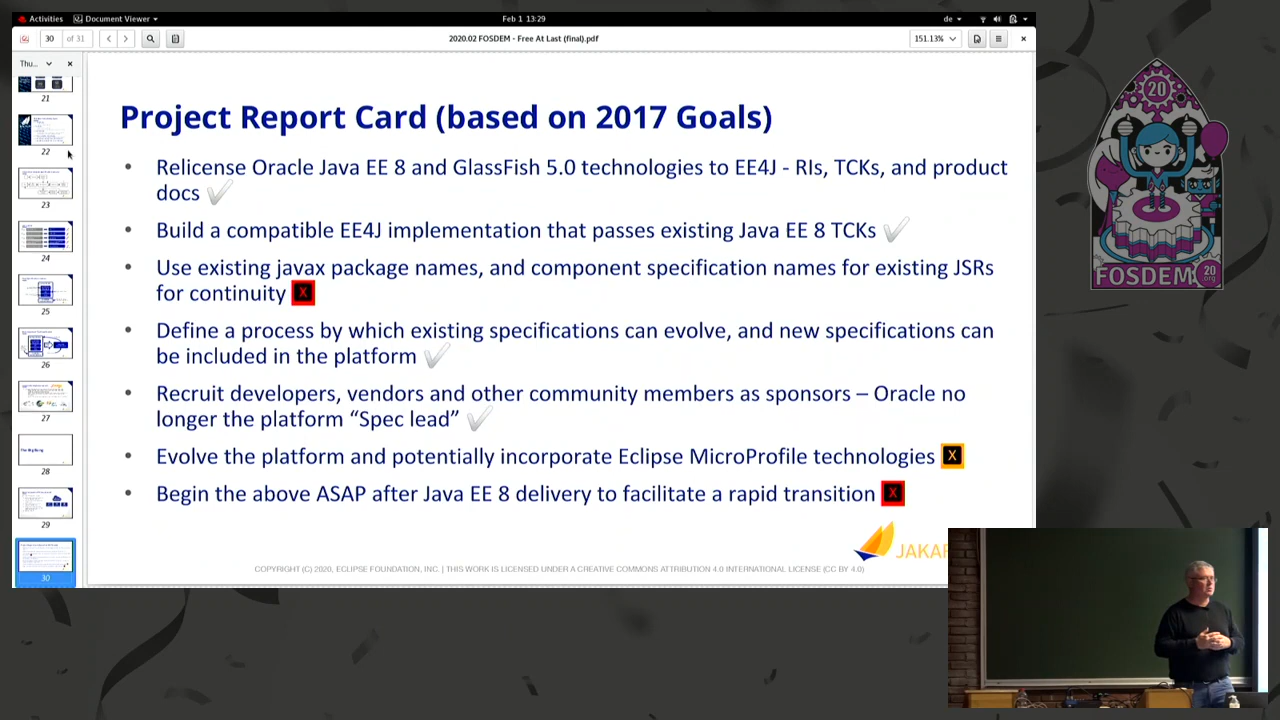 Activities
Document Viewer
Feb 1 13:29
de
30
of 31
2020.02 FOSDEM - Free At Last (final).pdf
151.13%
Thu...
21
22
23
24
25
26
27
28
29
30
Project Report Card (based on 2017 Goals)
• Relicense Oracle Java EE 8 and GlassFish 5.0 technologies to EE4J - RIs, TCKs, and product
docs
• Build a compatible EE4J implementation that passes existing Java EE 8 TCKs
• Use existing javax package names, and component specification names for existing JSRs
for continuity X
• Define a process by which existing specifications can evolve, and new specifications can
be included in the platform
• Recruit developers, vendors and other community members as sponsors – Oracle no
longer the platform “Spec lead”
• Evolve the platform and potentially incorporate Eclipse MicroProfile technologies X
• Begin the above ASAP after Java EE 8 delivery to facilitate a rapid transition X
COPYRIGHT (C) 2020, ECLIPSE FOUNDATION, INC. | THIS WORK IS LICENSED UNDER A CREATIVE COMMONS ATTRIBUTION 4.0 INTERNATIONAL LICENSE (CC BY 4.0)
20
FOSDEM
20
.org